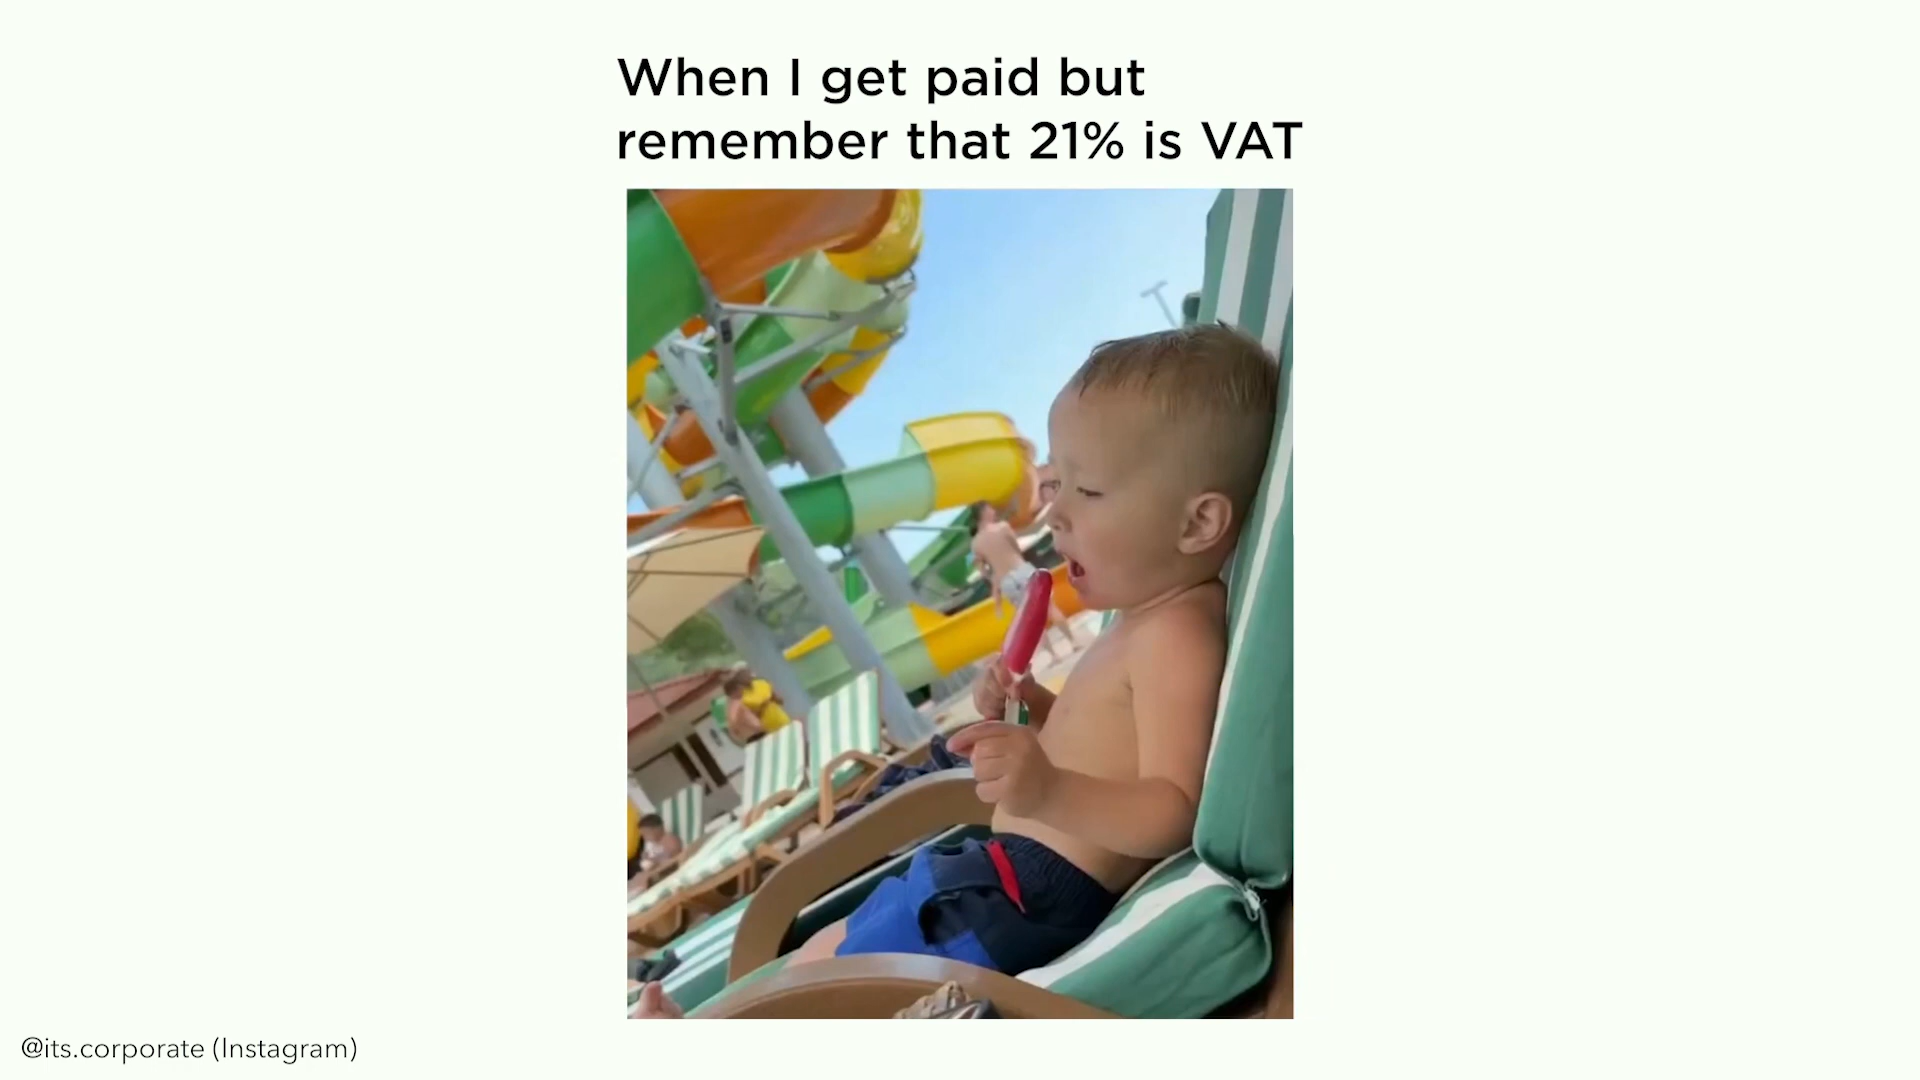 When I get paid but
remember that 21% is VAT
@its.corporate (Instagram)